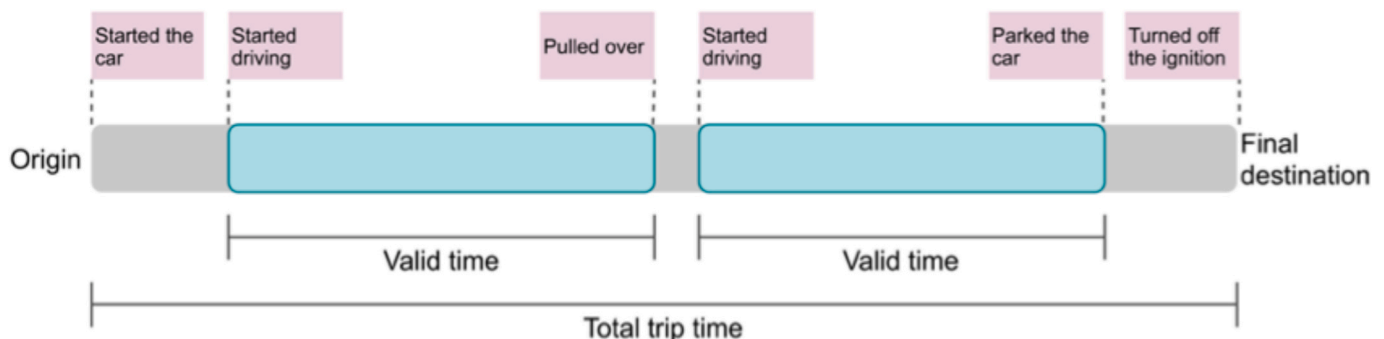 Started the
car
Started
driving
Pulled over
Started
driving
Parked the
car
Turned off
the ignition
Origin
Final
destination
Valid time
Valid time
Total trip time